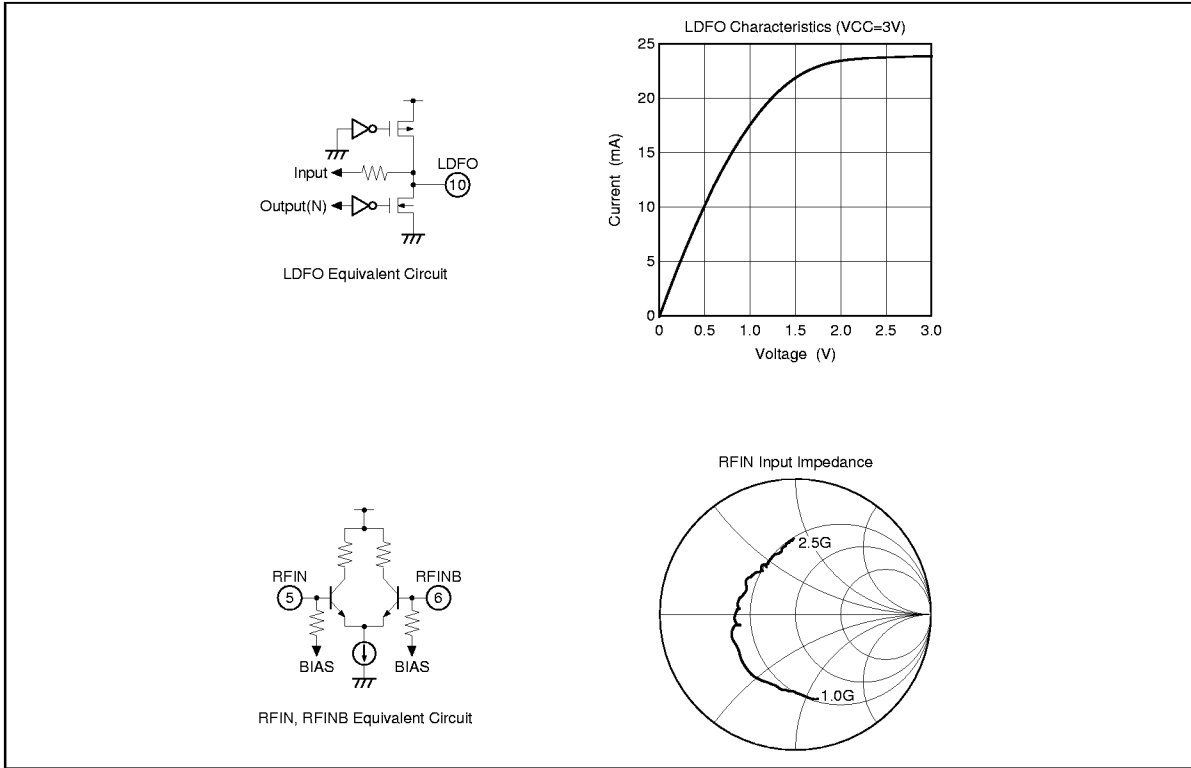 LDFO Characteristics (VCC=3V)
25
20
15
10
5
0
Current (mA)
0 0.5 1.0 1.5 2.0 2.5 3.0
Voltage (V)
LDFO
10
Input
Output(N)
LDFO Equivalent Circuit
RFIN Input Impedance
2.5G
1.0G
RFIN
5
RFINB
6
BIAS
BIAS
RFIN, RFINB Equivalent Circuit